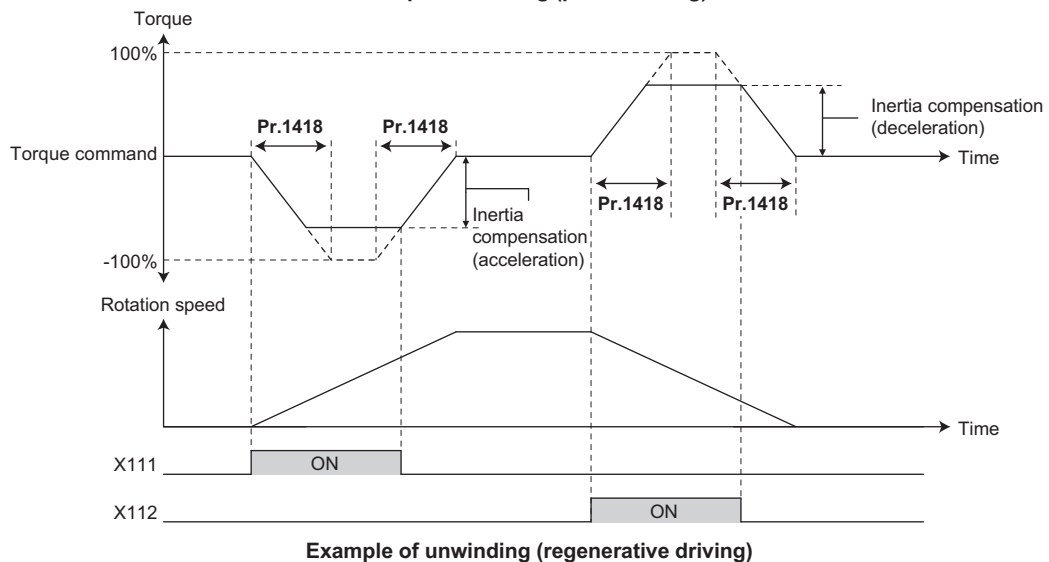 Torque
100%
Pr.1418
Pr.1418
Inertia compensation
(deceleration)
Torque command
Time
Pr.1418
Pr.1418
Inertia
compensation
(acceleration)
-100%
Rotation speed
Time
X111
ON
X112
ON
Example of unwinding (regenerative driving)